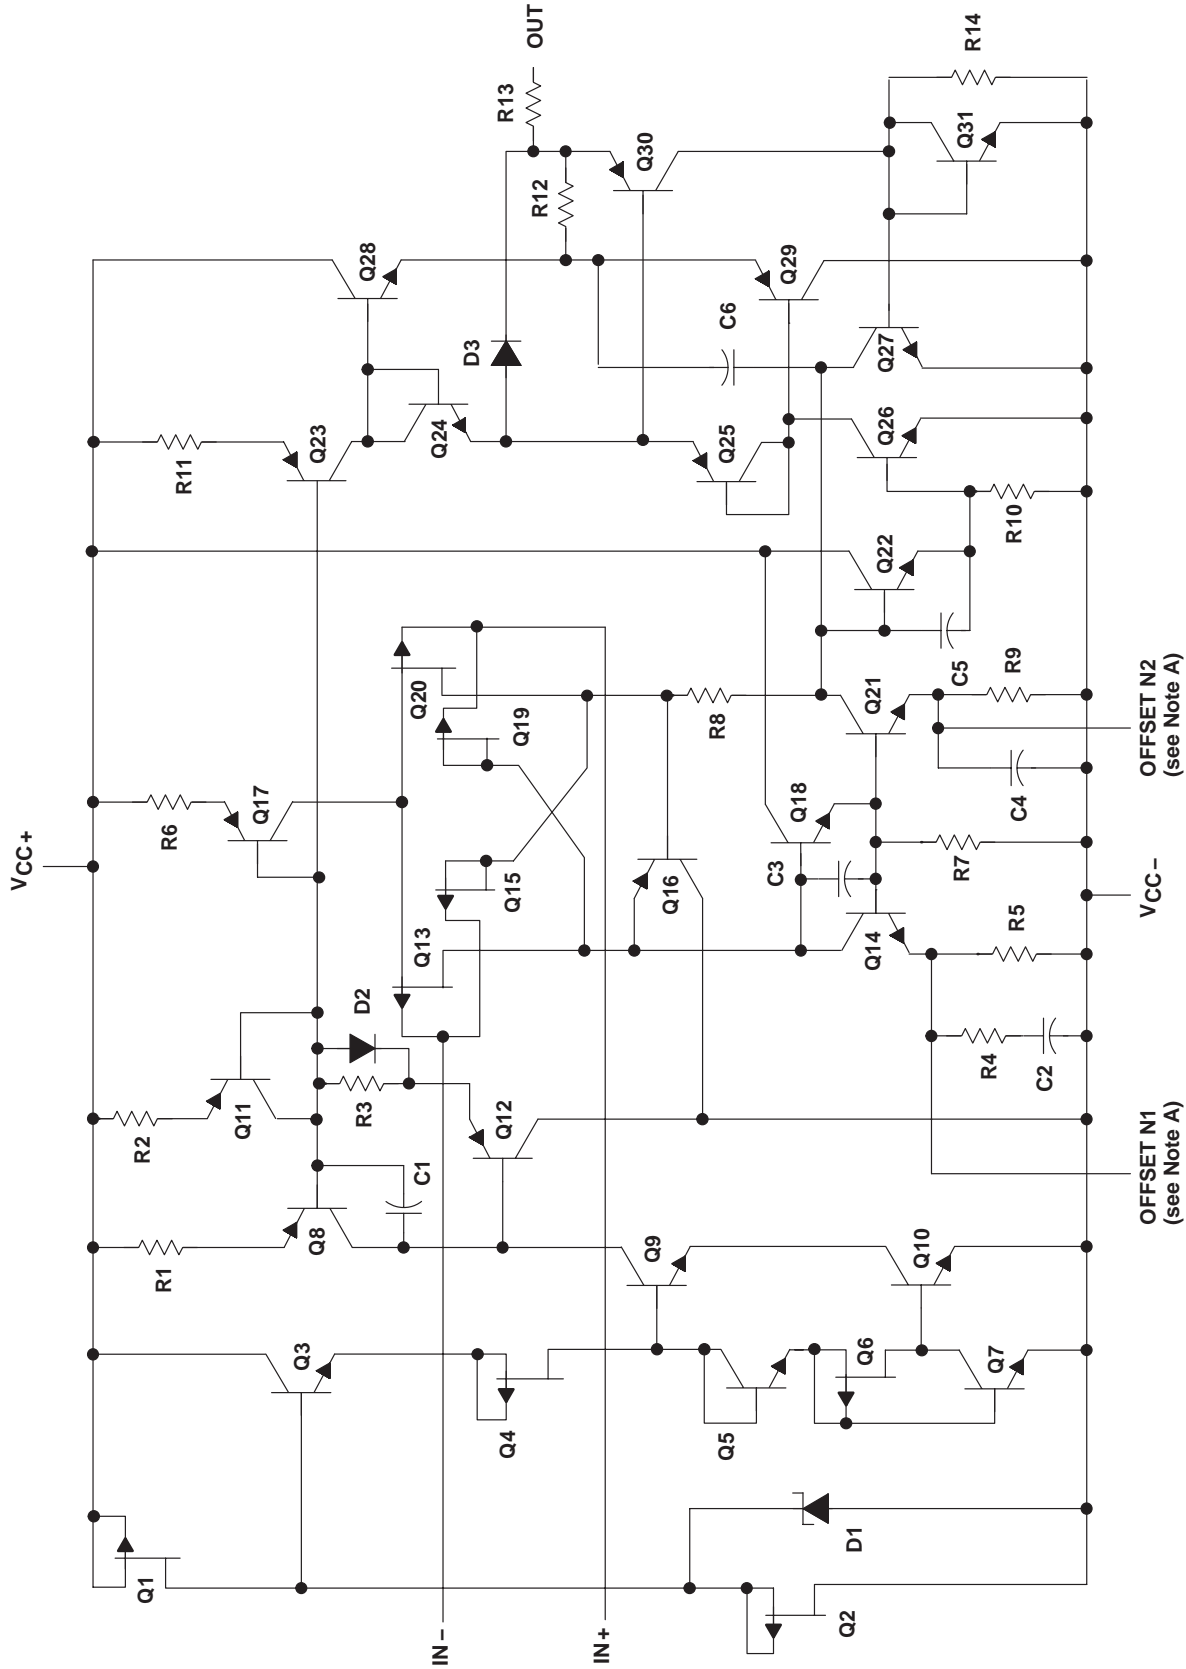 VCC+
Q1
R1
R2
R6
R11
Q3
Q8
Q11
Q17
Q23
Q28
R3
D2
C1
Q12
Q13
Q15
Q19
Q20
Q24
D3
R12
R13
OUT
IN−
IN+
Q4
Q9
Q16
Q25
Q30
R8
C6
Q29
Q5
C3
Q18
Q2
D1
Q6
Q7
Q10
Q14
Q21
Q22
Q26
Q27
Q31
R14
R4
C2
R5
R7
C4
C5
R9
R10
VCC−
OFFSET N1
(see Note A)
OFFSET N2
(see Note A)